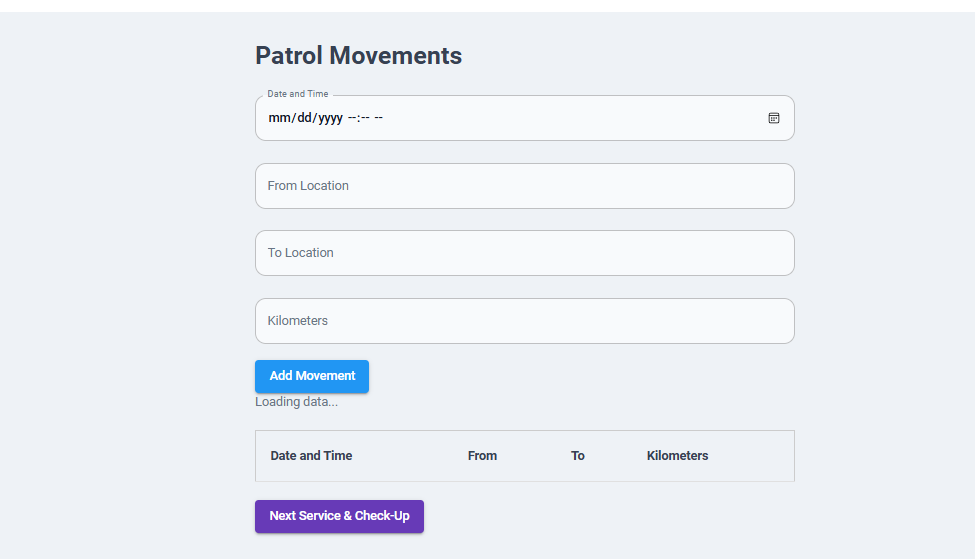 Patrol Movements
Date and Time
mm/dd/yyyy --:-- --
From Location
To Location
Kilometers
Add Movement
Loading data...
Date and Time From To Kilometers
Next Service & Check-Up